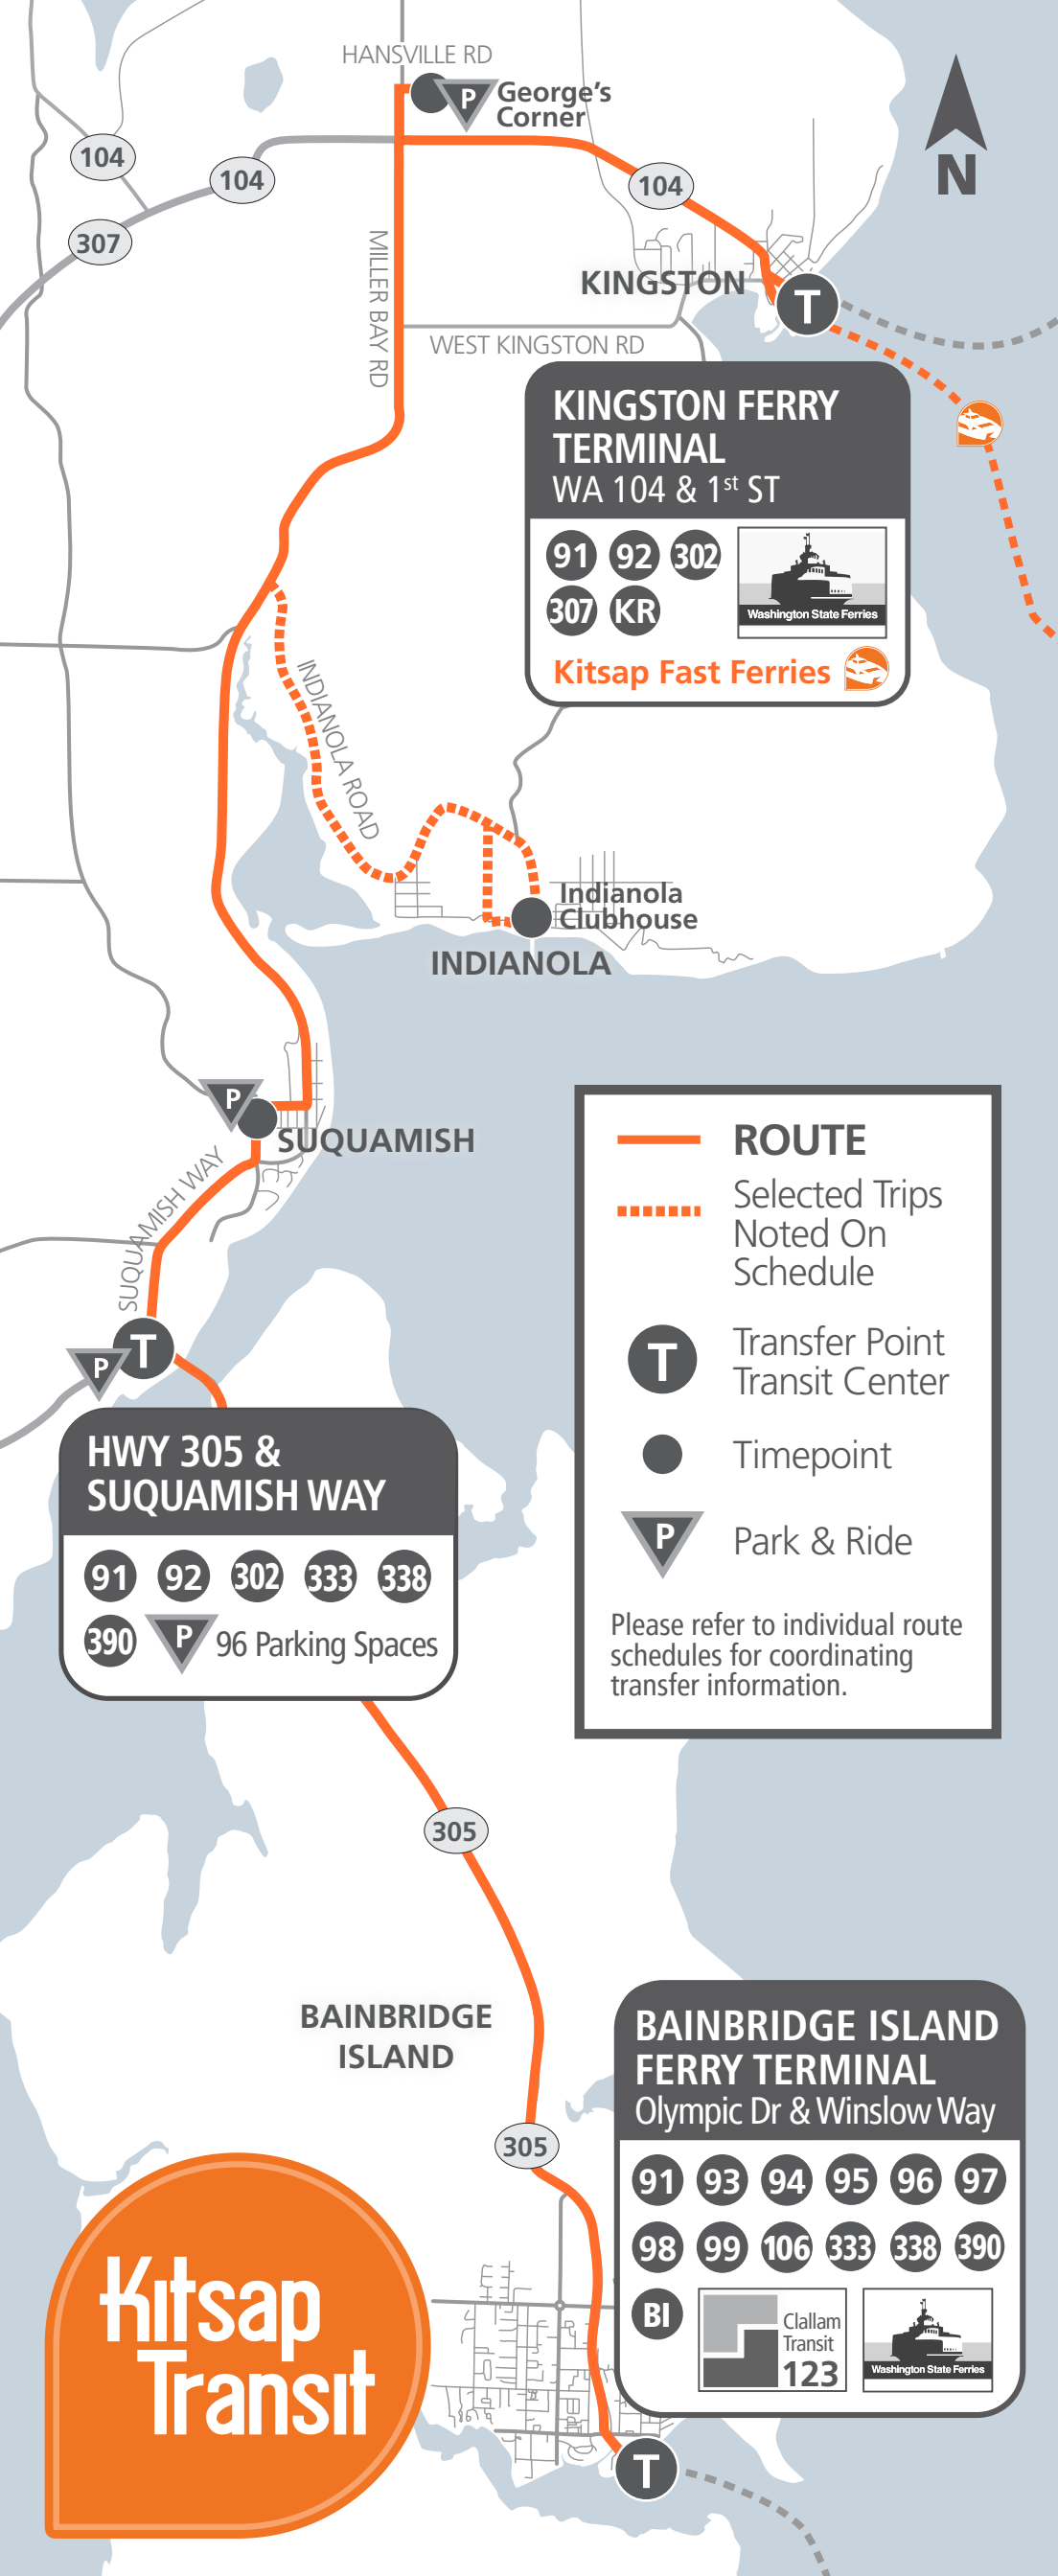 HANSVILLE RD
P
George's
Corner
104
104
104
307
N
MILLER BAY RD
KINGSTON
T
WEST KINGSTON RD
KINGSTON FERRY
TERMINAL
WA 104 & 1st ST
91 92 302
307 KR
Washington State Ferries
Kitsap Fast Ferries
INDIANOLA ROAD
Indianola
Clubhouse
INDIANOLA
P
SUQUAMISH
SUQUAMISH WAY
T
P
HWY 305 &
SUQUAMISH WAY
91 92 302 333 338
390 P 96 Parking Spaces
ROUTE
Selected Trips
Noted On
Schedule
T Transfer Point
Transit Center
Timepoint
P Park & Ride
Please refer to individual route
schedules for coordinating
transfer information.
305
BAINBRIDGE
ISLAND
305
BAINBRIDGE ISLAND
FERRY TERMINAL
Olympic Dr & Winslow Way
91 93 94 95 96 97
98 99 106 333 338 390
BI
Clallam
Transit
123
Washington State Ferries
T
Kitsap
Transit